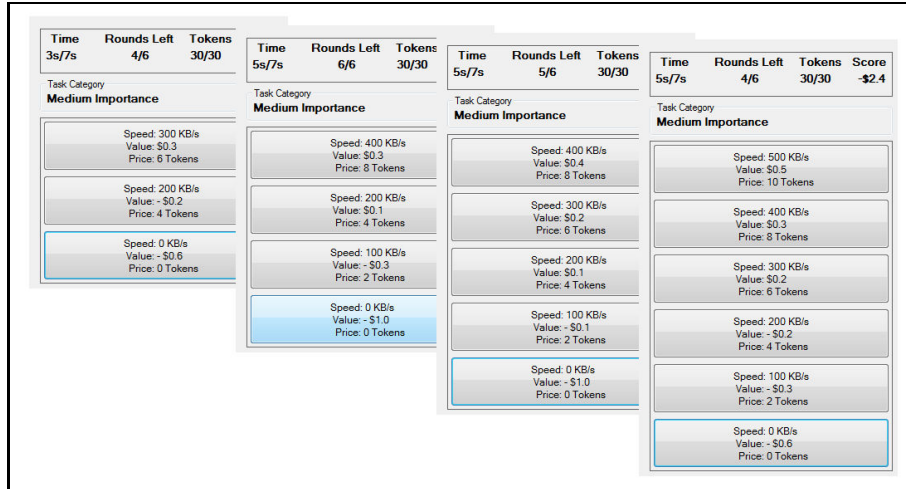 Time Rounds Left Tokens
3s/7s 4/6 30/30
Task Category
Medium Importance
Speed: 300 KB/s
Value: $0.3
Price: 6 Tokens
Speed: 200 KB/s
Value: - $0.2
Price: 4 Tokens
Speed: 0 KB/s
Value: - $0.6
Price: 0 Tokens
Time Rounds Left Tokens
5s/7s 6/6 30/30
Task Category
Medium Importance
Speed: 400 KB/s
Value: $0.3
Price: 8 Tokens
Speed: 200 KB/s
Value: $0.1
Price: 4 Tokens
Speed: 100 KB/s
Value: - $0.3
Price: 2 Tokens
Speed: 0 KB/s
Value: - $1.0
Price: 0 Tokens
Time Rounds Left Tokens
5s/7s 5/6 30/30
Task Category
Medium Importance
Speed: 400 KB/s
Value: $0.4
Price: 8 Tokens
Speed: 300 KB/s
Value: $0.2
Price: 6 Tokens
Speed: 200 KB/s
Value: $0.1
Price: 4 Tokens
Speed: 100 KB/s
Value: - $0.1
Price: 2 Tokens
Speed: 0 KB/s
Value: - $1.0
Price: 0 Tokens
Time Rounds Left Tokens Score
5s/7s 4/6 30/30 -$2.4
Task Category
Medium Importance
Speed: 500 KB/s
Value: $0.5
Price: 10 Tokens
Speed: 400 KB/s
Value: $0.3
Price: 8 Tokens
Speed: 300 KB/s
Value: $0.2
Price: 6 Tokens
Speed: 200 KB/s
Value: - $0.2
Price: 4 Tokens
Speed: 100 KB/s
Value: - $0.3
Price: 2 Tokens
Speed: 0 KB/s
Value: - $0.6
Price: 0 Tokens